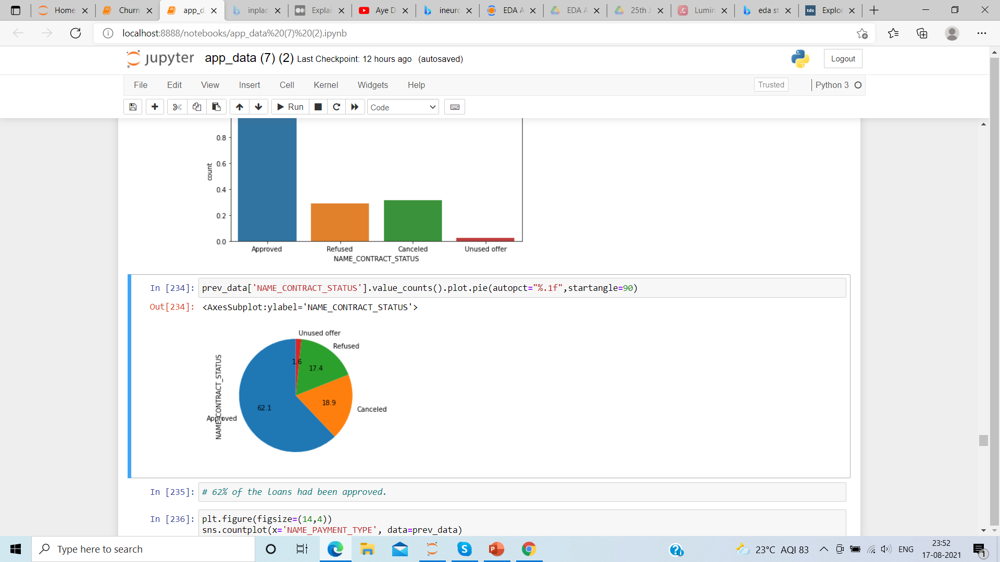 Home
Churn
app_d
inplac
Explai
Aye D
ineuro
EDA A
EDA A
25th J
Lumin
eda st
tds
Explor
localhost:8888/notebooks/app_data%20(7)%20(2).ipynb
jupyter app_data (7) (2) Last Checkpoint: 12 hours ago (autosaved)
Logout
File Edit View Insert Cell Kernel Widgets Help
Trusted
Python 3
Run
Code
0.8
0.6
0.4
0.2
0.0
count
Approved Refused Canceled Unused offer
NAME_CONTRACT_STATUS
In [234]: prev_data['NAME_CONTRACT_STATUS'].value_counts().plot.pie(autopct="%.1f",startangle=90)
Out[234]: <AxesSubplot:ylabel='NAME_CONTRACT_STATUS'>
Unused offer
Refused
1.6
17.4
18.9
62.1
Canceled
Approved
NAME_CONTRACT_STATUS
In [235]: # 62% of the loans had been approved.
In [236]: plt.figure(figsize=(14,4))
sns.countplot(x='NAME_PAYMENT_TYPE', data=prev_data)
Type here to search
23°C AQI 83
ENG
23:52
17-08-2021
1